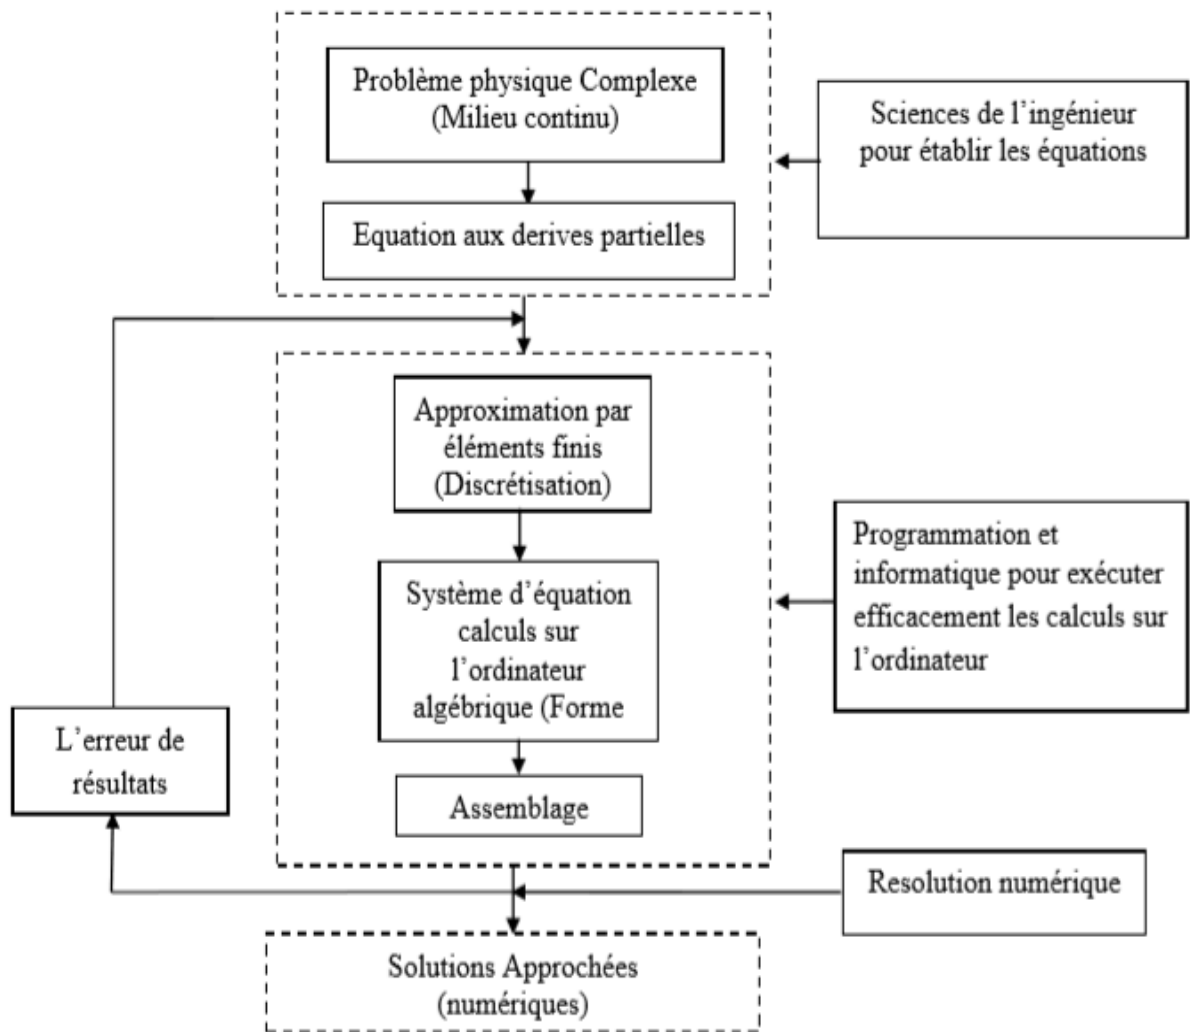 Problème physique Complexe
(Milieu continu)
Sciences de l'ingénieur
pour établir les équations
Equation aux derives partielles
Approximation par
éléments finis
(Discrétisation)
Programmation et
informatique pour exécuter
efficacement les calculs sur
l'ordinateur
Système d'équation
calculs sur
l'ordinateur
algébrique (Forme
L'erreur de
résultats
Assemblage
Resolution numérique
Solutions Approchées
(numériques)